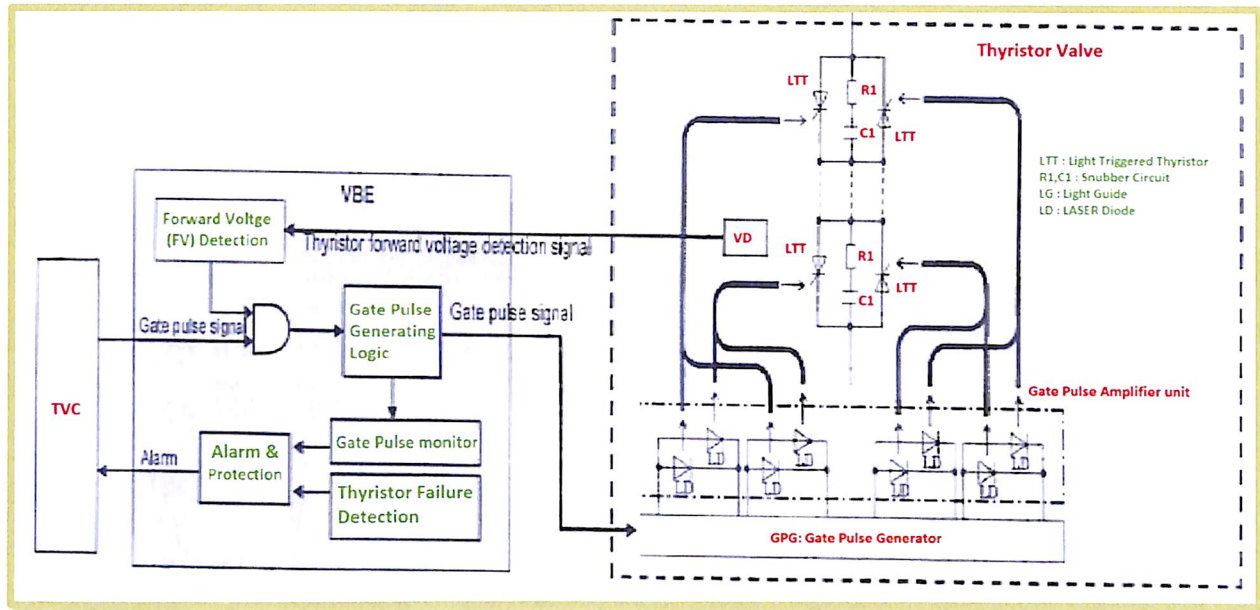 Thyristor Valve
LTT
R1
C1
LTT
LTT : Light Triggered Thyristor
R1,C1 : Snubber Circuit
LG : Light Guide
LD : LASER Diode
VBE
Forward Voltge
(FV) Detection
Thyristor forward voltage detection signal
VD
LTT
R1
C1
LTT
Gate pulse signal
Gate Pulse
Generating
Logic
Gate pulse signal
TVC
Gate Pulse Amplifier unit
Alarm
Alarm &
Protection
Gate Pulse monitor
Thyristor Failure
Detection
LD
LD
LD
LD
LD
LD
LD
LD
GPG: Gate Pulse Generator